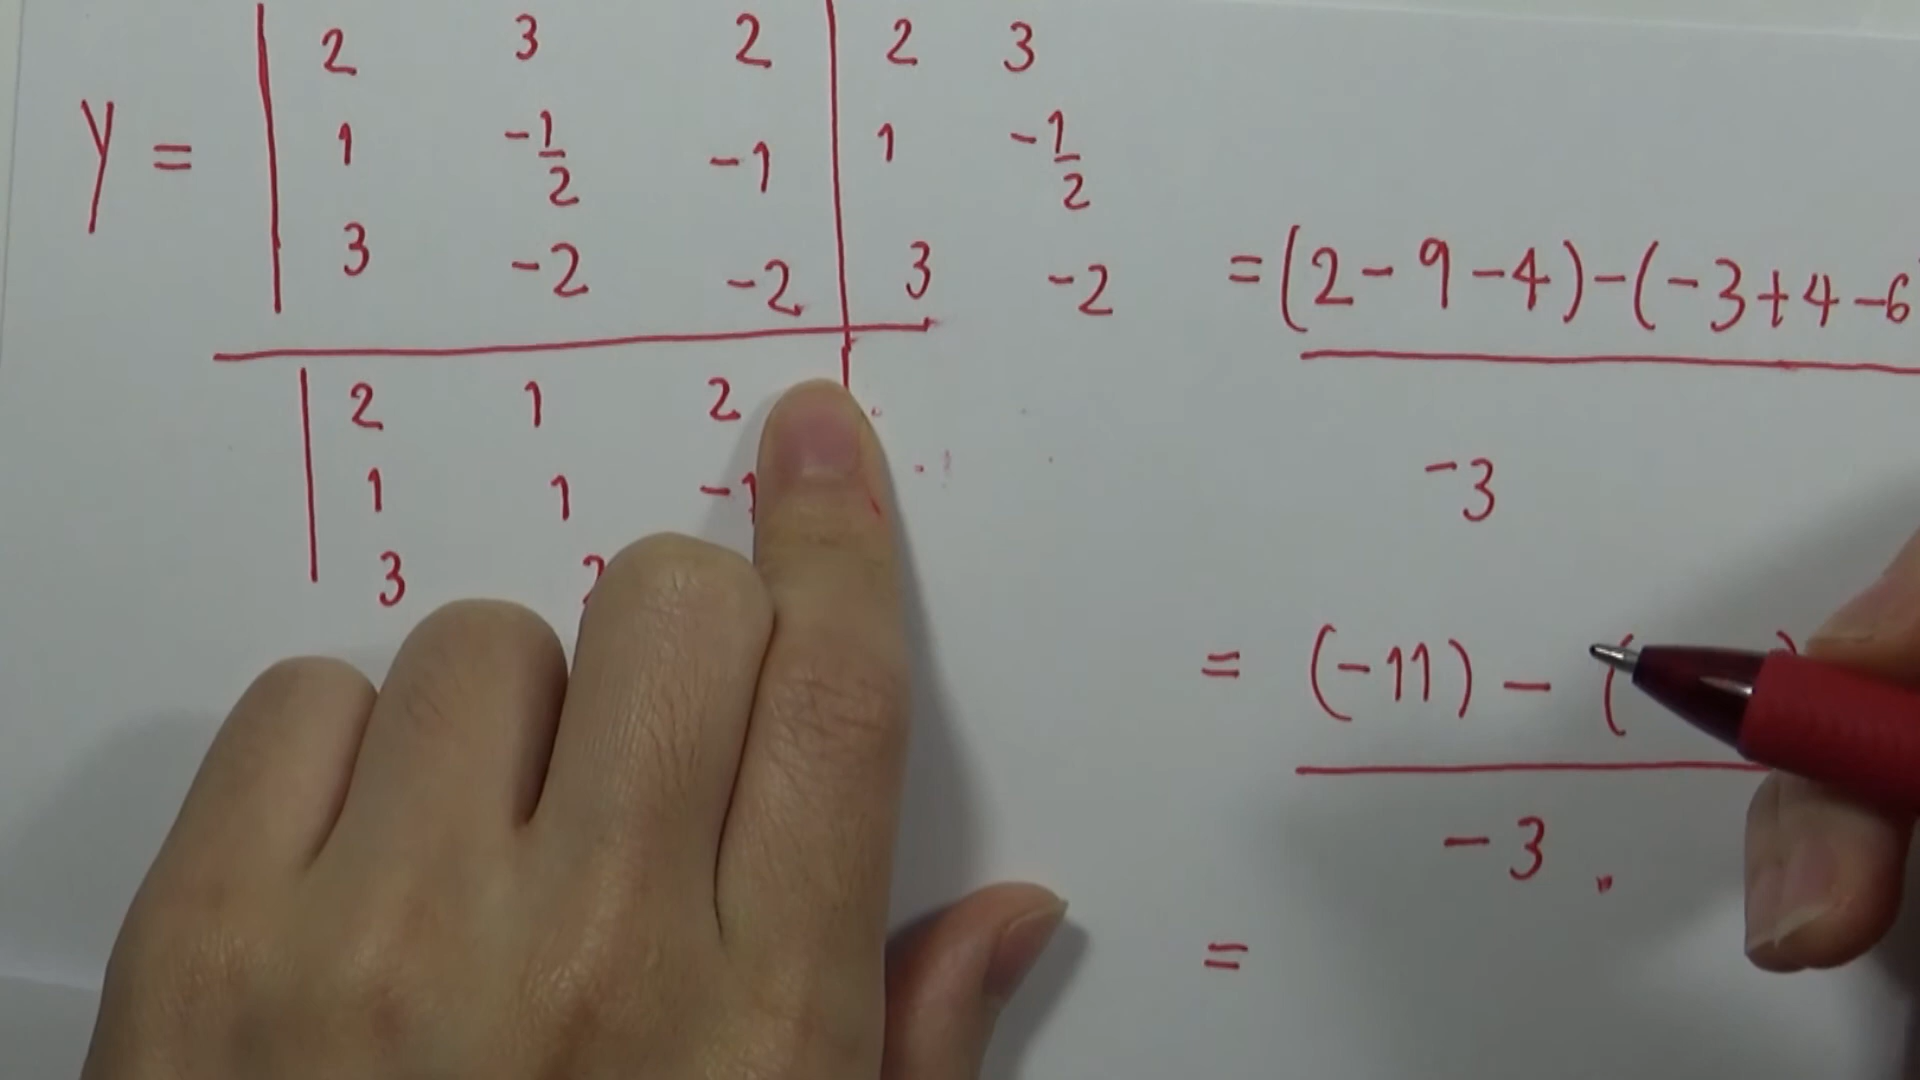 2 3 2 | 2 3
Y = | 1 -1/2 -1 | 1 -1/2
3 -2 -2 | 3 -2
2 1 2
1 1 -1
3 2
= (2 - 9 - 4) - (-3 + 4 - 6
-3
= (-11) - (
-3 .
=